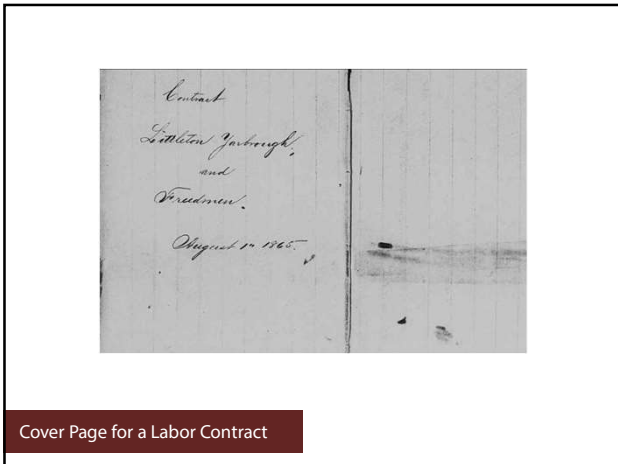 Contract
Littleton Yarbrough,
and
Freedmen.
August 1st 1865.
Cover Page for a Labor Contract